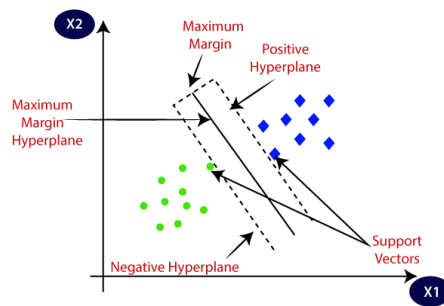 X2
Maximum
Margin
Positive
Hyperplane
Maximum
Margin
Hyperplane
Support
Vectors
Negative Hyperplane
X1